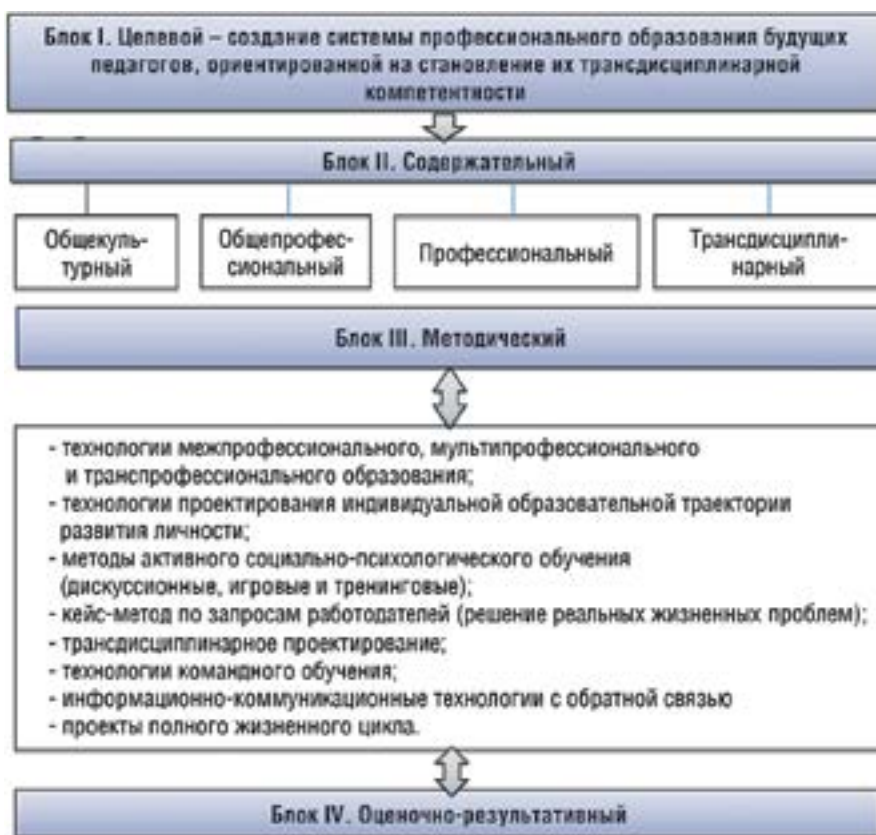 Блок I. Целевой – создание системы профессионального образования будущих
педагогов, ориентированной на становление их трансдисциплинарной
компетентности
Блок II. Содержательный
Общекуль-
турный
Общепрофес-
сиональный
Профессиональный
Трансдисципли-
нарный
Блок III. Методический
- технологии межпрофессионального, мультипрофессионального
и транспрофессионального образования;
- технологии проектирования индивидуальной образовательной траектории
развития личности;
- методы активного социально-психологического обучения
(дискуссионные, игровые и тренинговые);
- кейс-метод по запросам работодателей (решение реальных жизненных проблем);
- трансдисциплинарное проектирование;
- технологии командного обучения;
- информационно-коммуникационные технологии с обратной связью
- проекты полного жизненного цикла.
Блок IV. Оценочно-результативный